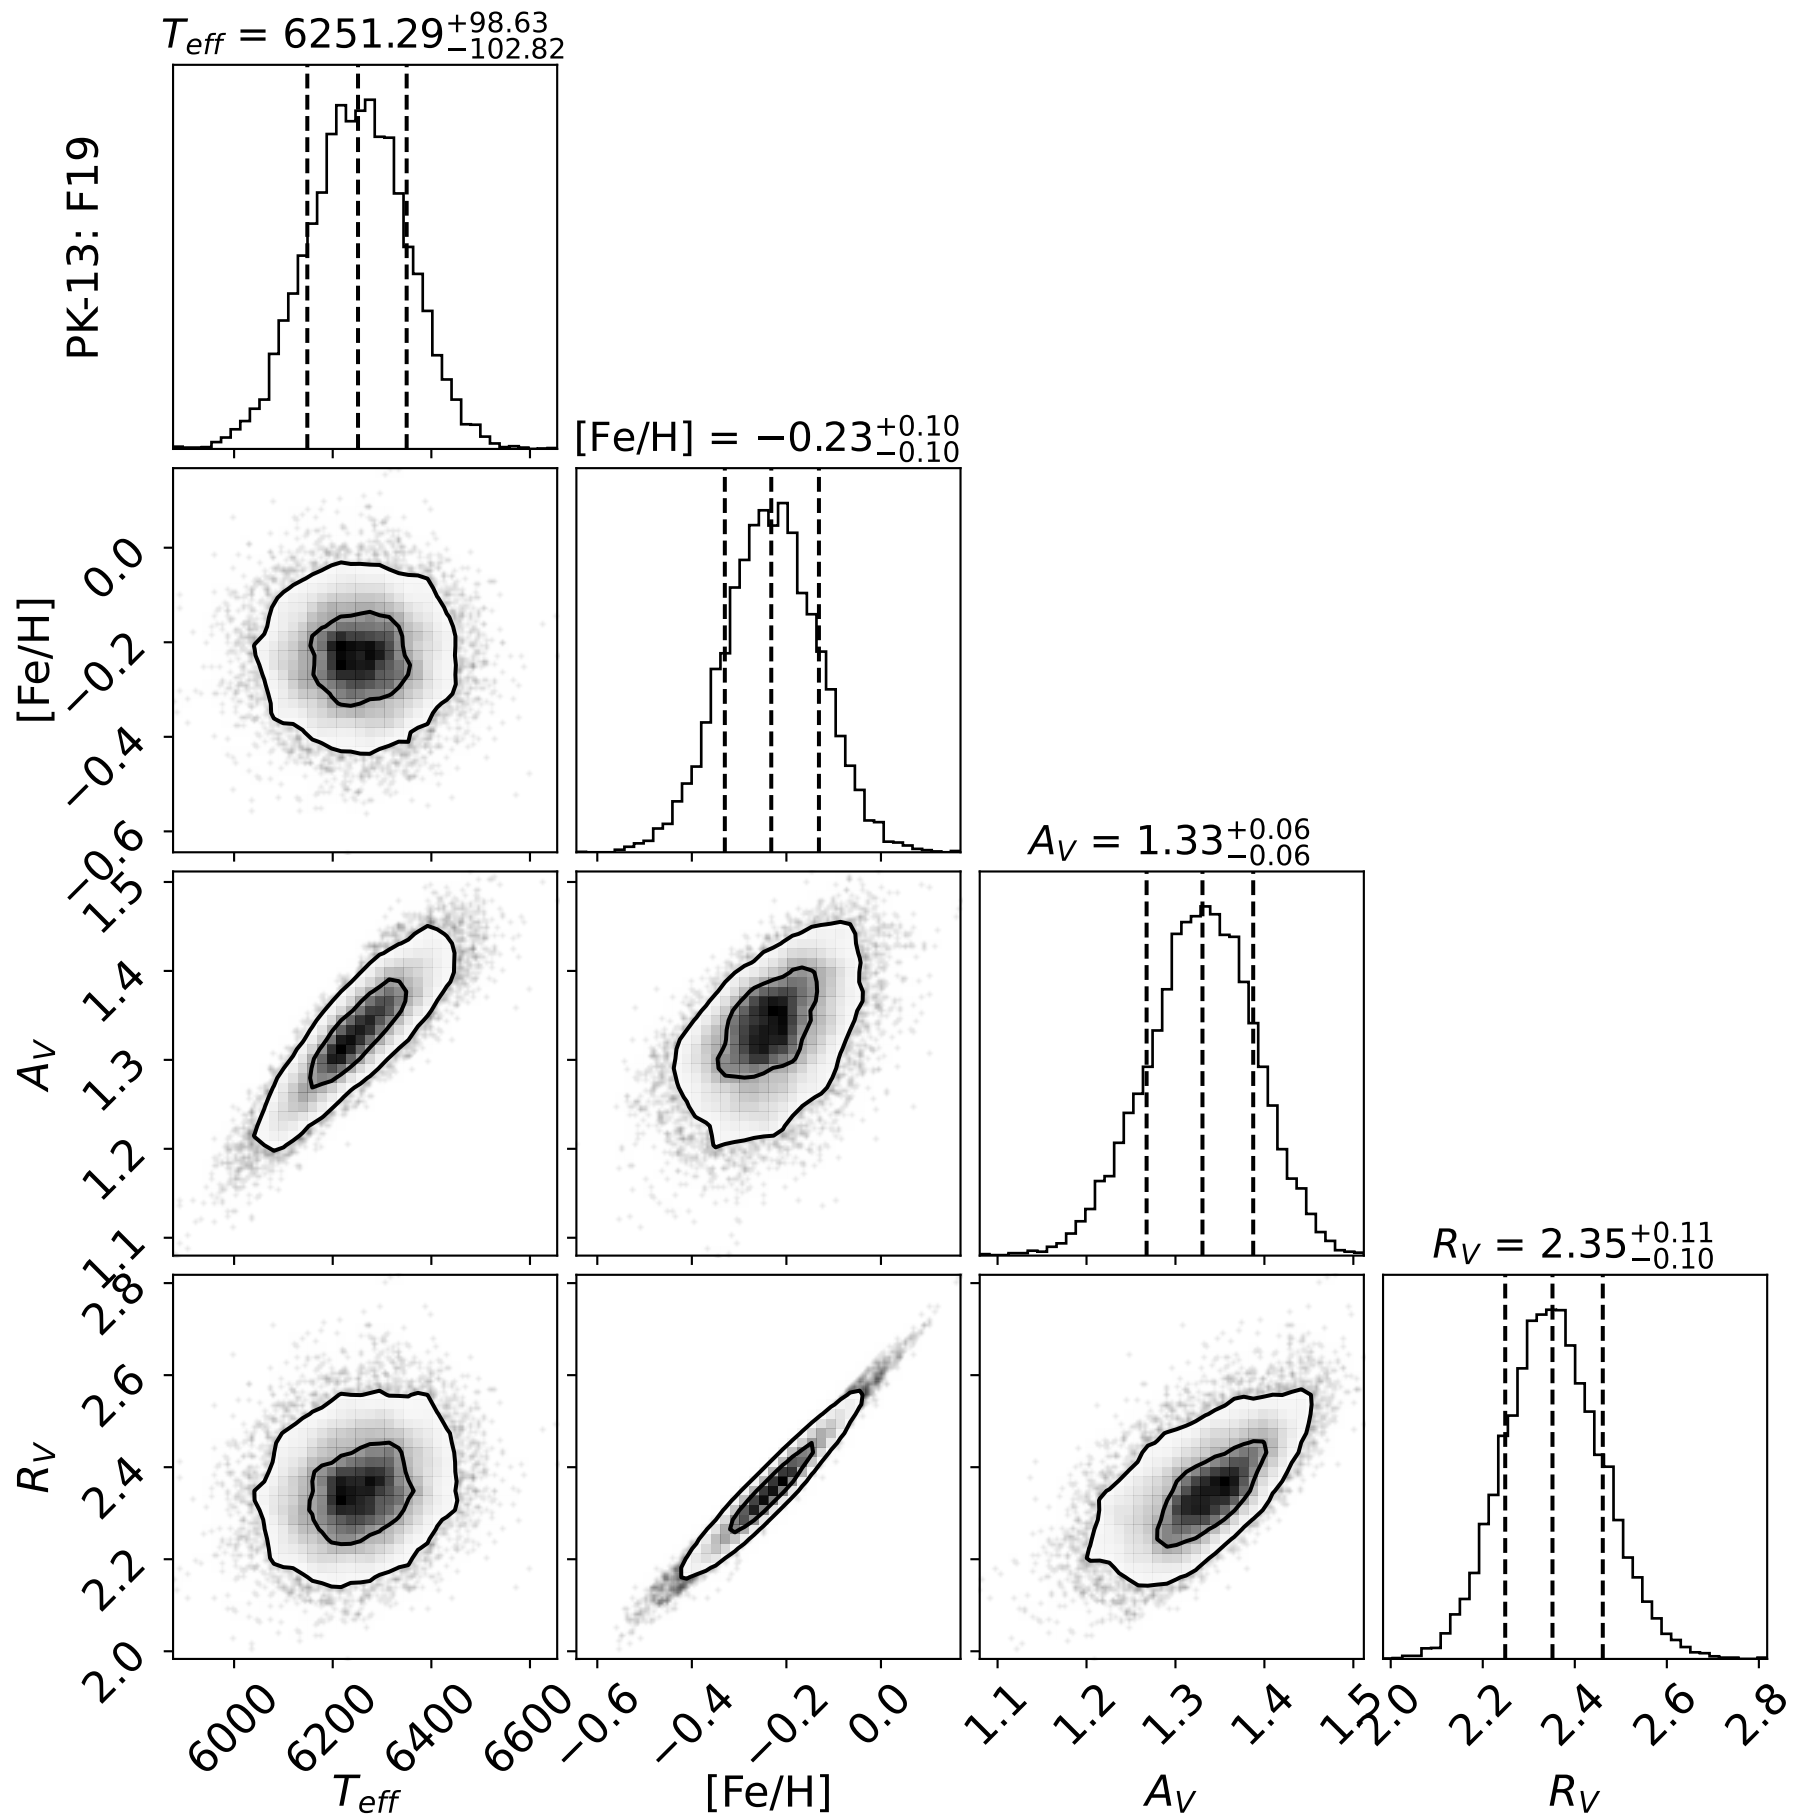 T_eff = 6251.29 +98.63 −102.82
PK-13: F19
[Fe/H] = −0.23 +0.10 −0.10
[Fe/H]
0.0
−0.2
−0.4
−0.6
A_V = 1.33 +0.06 −0.06
A_V
1.5
1.4
1.3
1.2
1.1
R_V = 2.35 +0.11 −0.10
R_V
2.8
2.6
2.4
2.2
2.0
6000 6200 6400 6600 −0.6 −0.4 −0.2 0.0 1.1 1.2 1.3 1.4 1.5 2.0 2.2 2.4 2.6 2.8
T_eff [Fe/H] A_V R_V